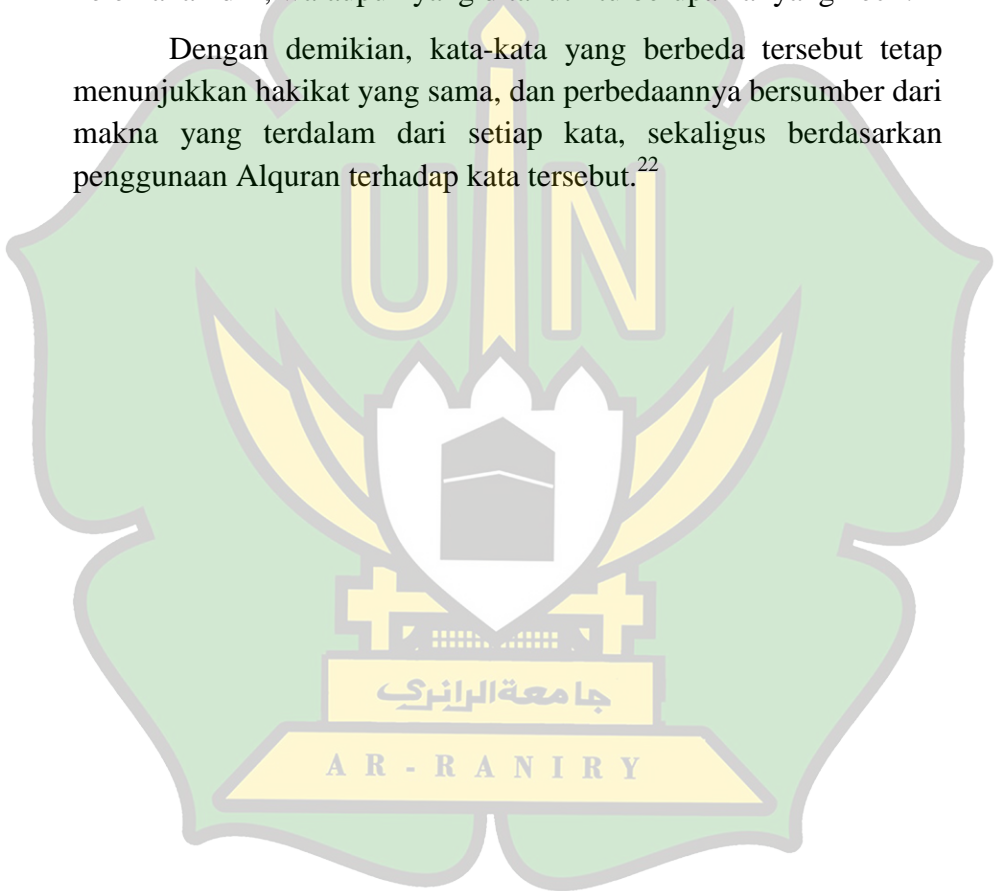 Dengan demikian, kata-kata yang berbeda tersebut tetap
menunjukkan hakikat yang sama, dan perbedaannya bersumber dari
makna yang terdalam dari setiap kata, sekaligus berdasarkan
penggunaan Alquran terhadap kata tersebut.22
UIN
جامعة الرانري
AR-RANIRY